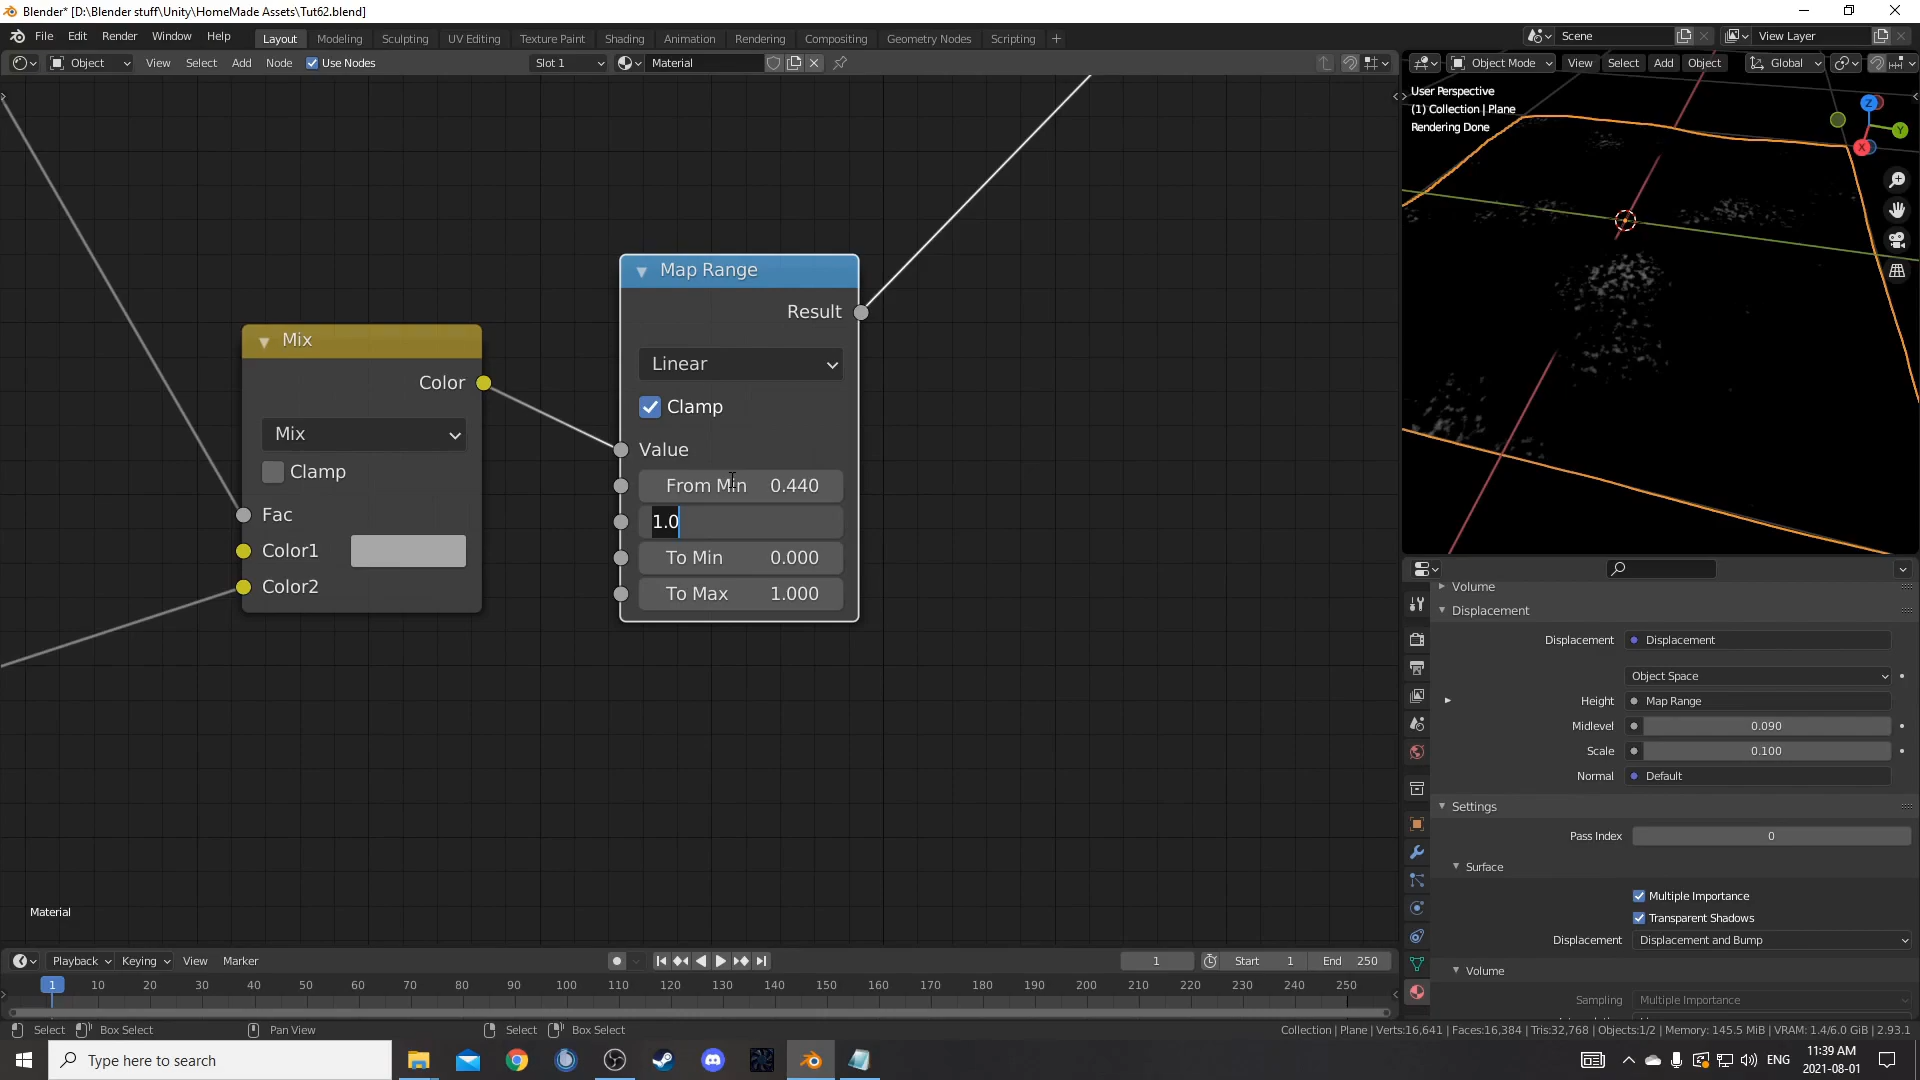 Blender* [D:\Blender stuff\Unity\HomeMade Assets\Tut62.blend]
File Edit Render Window Help Layout Modeling Sculpting UV Editing Texture Paint Shading Animation Rendering Compositing Geometry Nodes Scripting + Scene View Layer
Object View Select Add Node Use Nodes Slot 1 Material Object Mode View Select Add Object Global
User Perspective
(1) Collection | Plane
Rendering Done
Z
Y
X
Map Range
Result
Linear
Clamp
Value
From Min 0.440
1.0
To Min 0.000
To Max 1.000
Mix
Color
Mix
Clamp
Fac
Color1
Color2
Material
Volume
Displacement
Displacement Displacement
Object Space
Height Map Range
Midlevel 0.090
Scale 0.100
Normal Default
Settings
Pass Index 0
Surface
Multiple Importance
Transparent Shadows
Displacement Displacement and Bump
Volume
Sampling Multiple Importance
Playback Keying View Marker 1 Start 1 End 250
1 10 20 30 40 50 60 70 80 90 100 110 120 130 140 150 160 170 180 190 200 210 220 230 240 250
Select Box Select Pan View Select Box Select Collection | Plane | Verts:16,641 | Faces:16,384 | Tris:32,768 | Objects:1/2 | Memory: 145.5 MiB | VRAM: 1.4/6.0 GiB | 2.93.1
Type here to search ENG 11:39 AM
2021-08-01